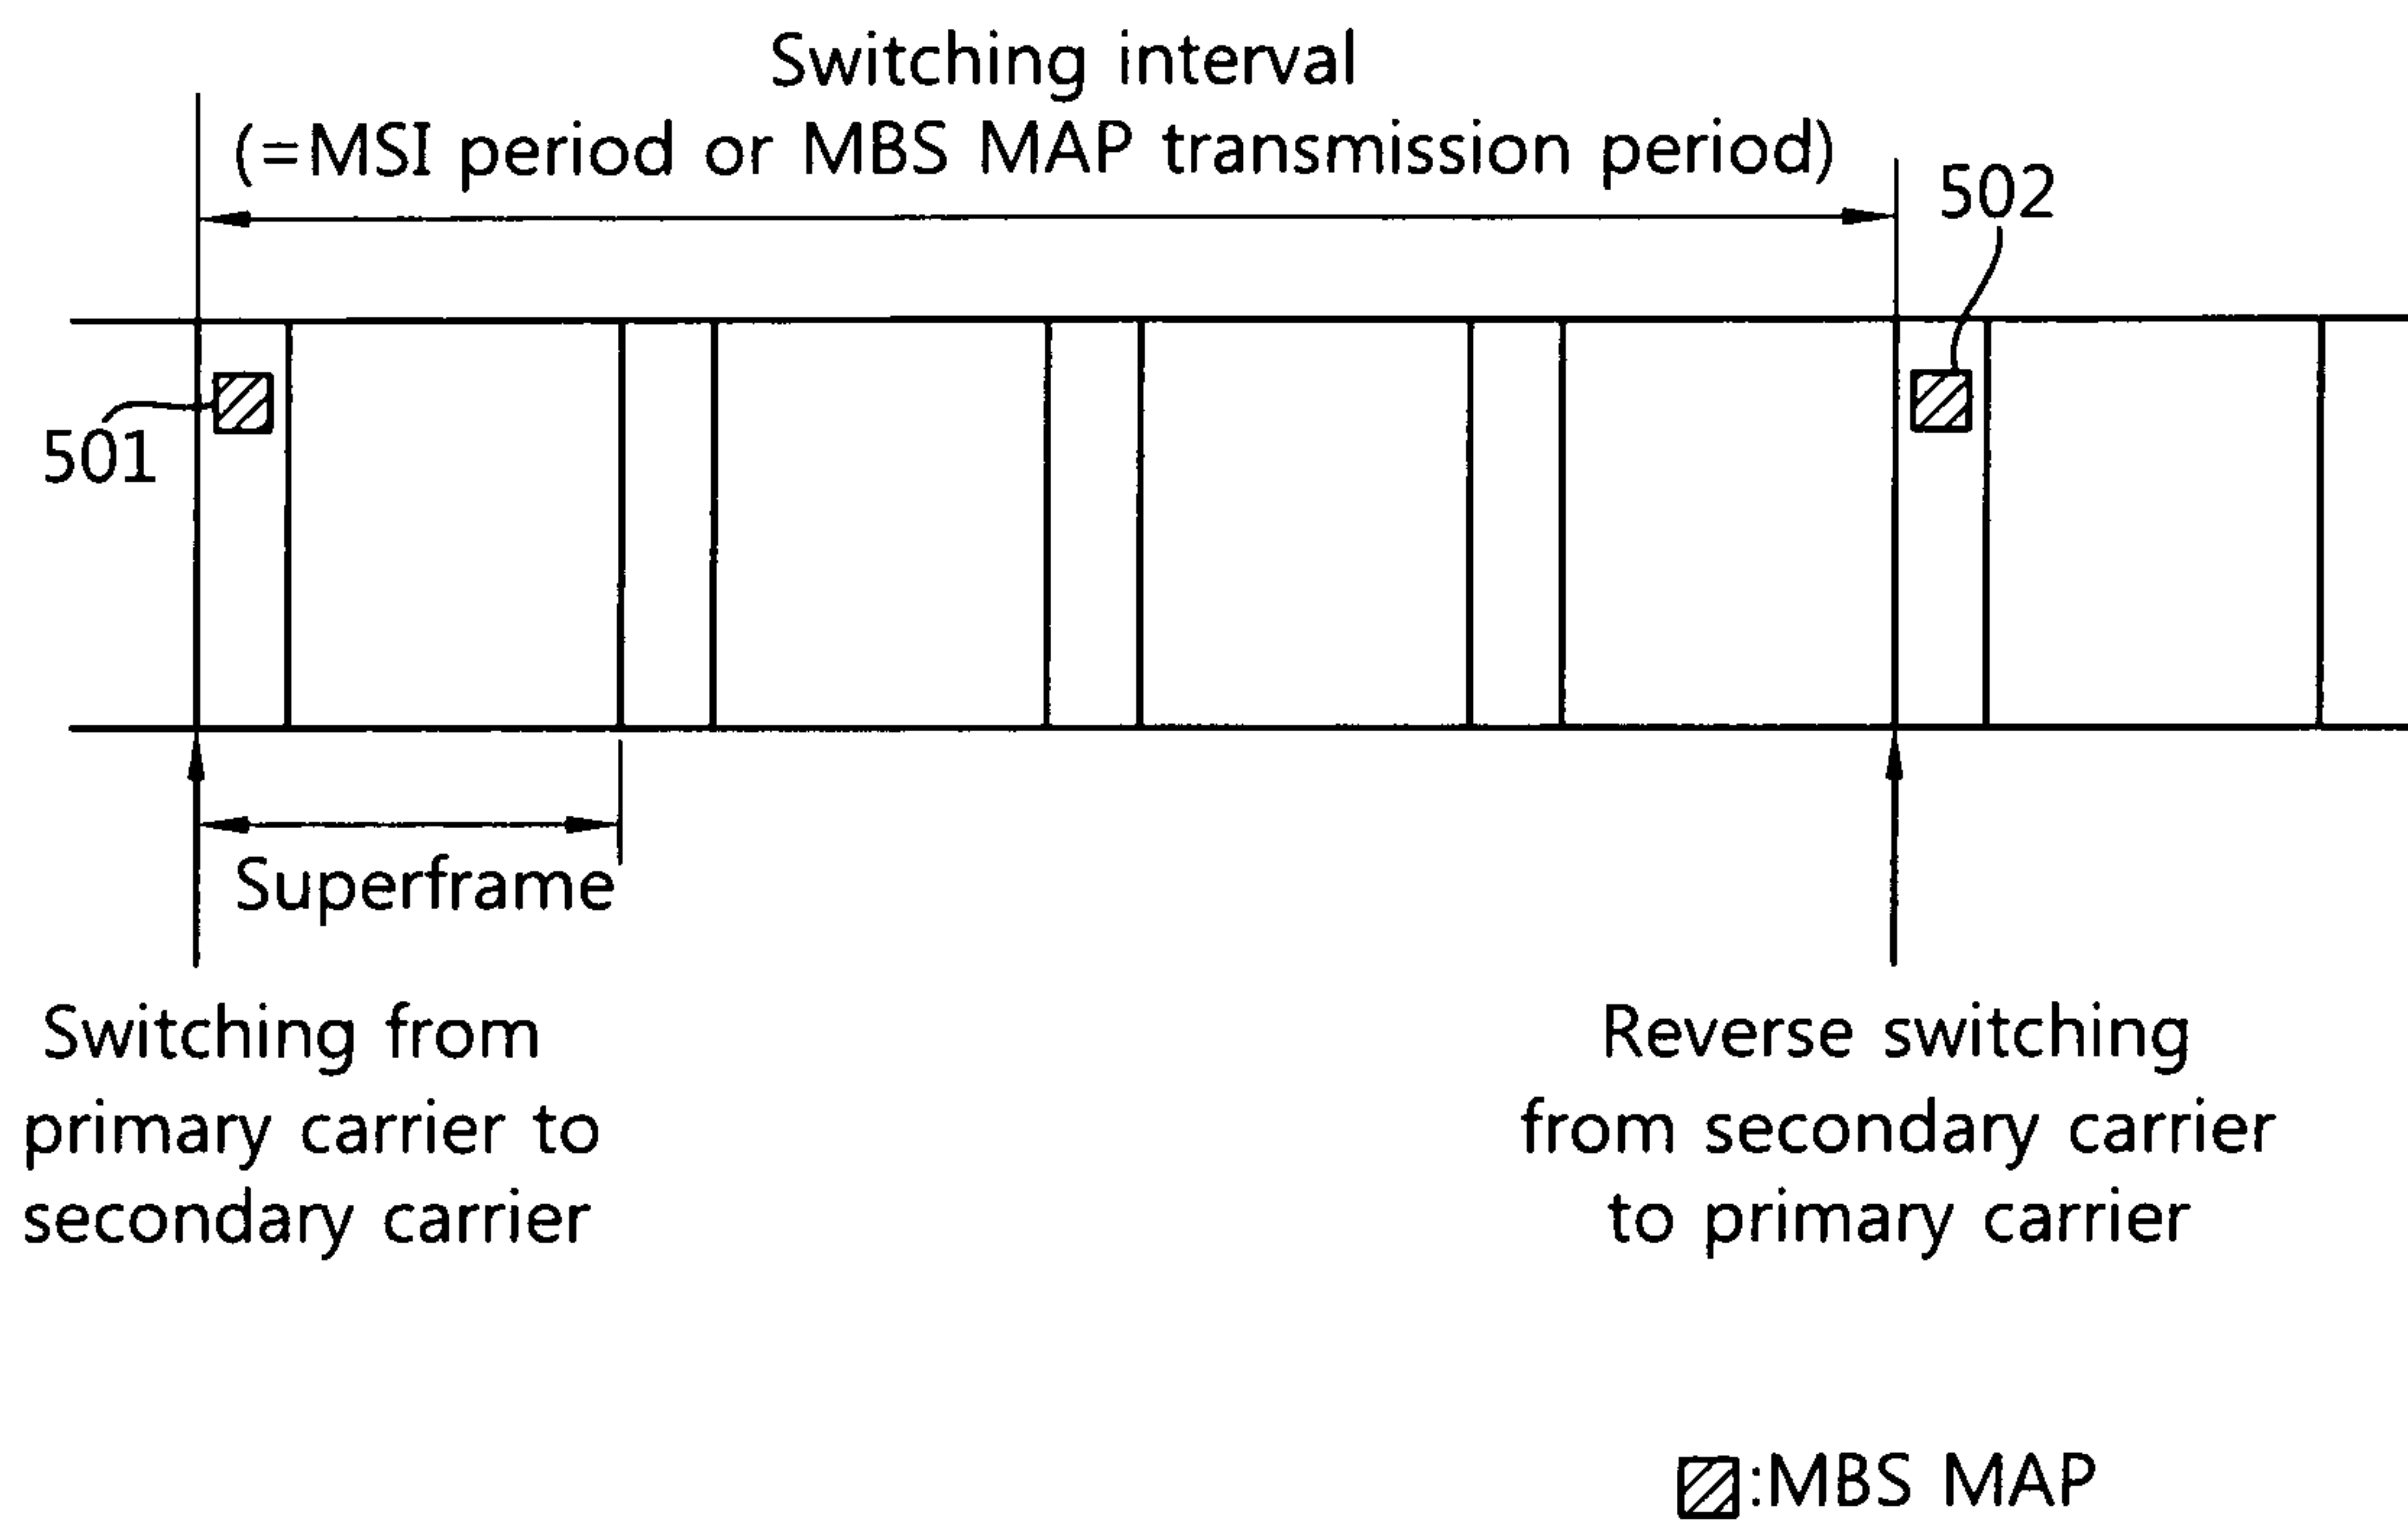 Switching interval
(=MSI period or MBS MAP transmission period)
502
501
Superframe
Switching from
primary carrier to
secondary carrier
Reverse switching
from secondary carrier
to primary carrier
:MBS MAP